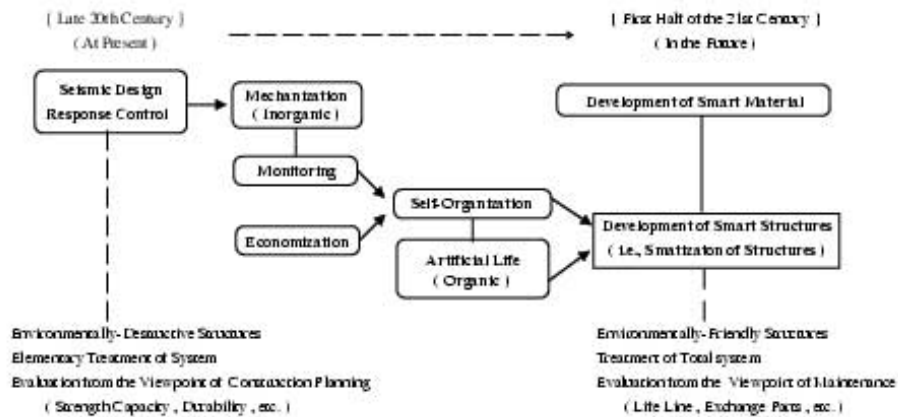 [ Late 20th Century ]
( At Present )
[ First Half of the 21st Century ]
( In the Future )
Seismic Design
Response Control
Mechanization
( Inorganic )
Development of Smart Material
Monitoring
Self-Organization
Economization
Artificial Life
( Organic )
Development of Smart Structures
( i.e., Smatizaton of Structures )
Environmentally- Destructive Structures
Elementary Treatment of System
Evaluation from the Viewpoint of Construction Planning
( Strength Capacity , Durability , etc. )
Environmentally-Friendly Structures
Treatment of Total system
Evaluation from the Viewpoint of Maintenance
( Life Line , Exchange Parts , etc. )